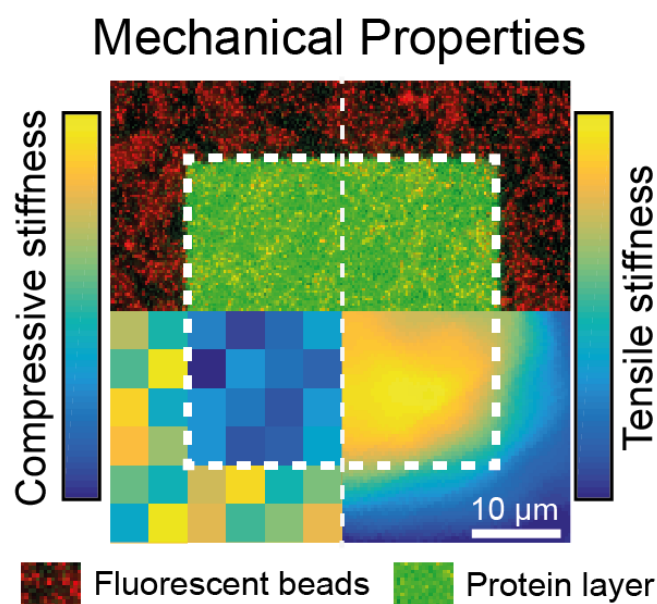 Mechanical Properties
Compressive stiffness
Tensile stiffness
10 μm
Fluorescent beads
Protein layer